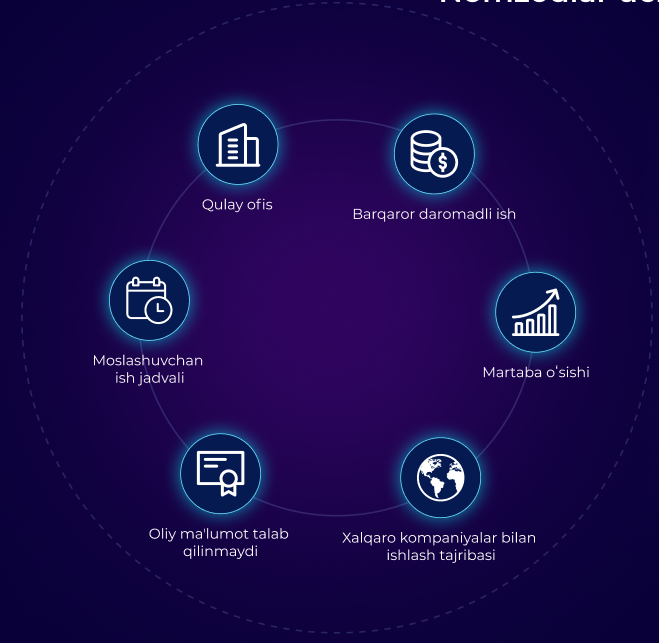 Qulay ofis
Barqaror daromadli ish
Moslashuvchan
ish jadvali
Martaba oʻsishi
Oliy ma'lumot talab
qilinmaydi
Xalqaro kompaniyalar bilan
ishlash tajribasi